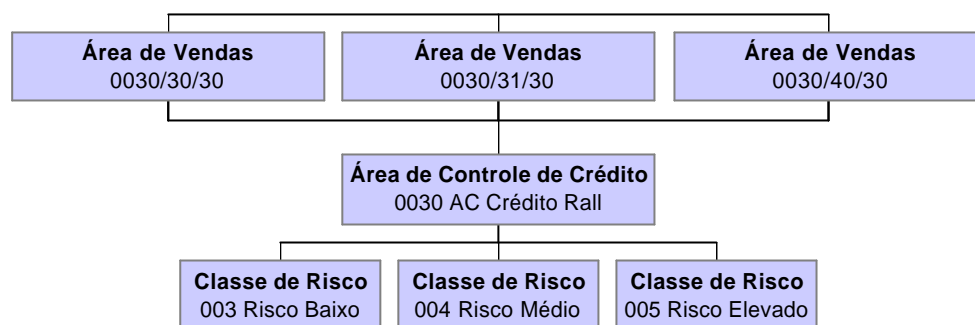 Área de Vendas
0030/30/30
Área de Vendas
0030/31/30
Área de Vendas
0030/40/30
Área de Controle de Crédito
0030 AC Crédito Rall
Classe de Risco
003 Risco Baixo
Classe de Risco
004 Risco Médio
Classe de Risco
005 Risco Elevado